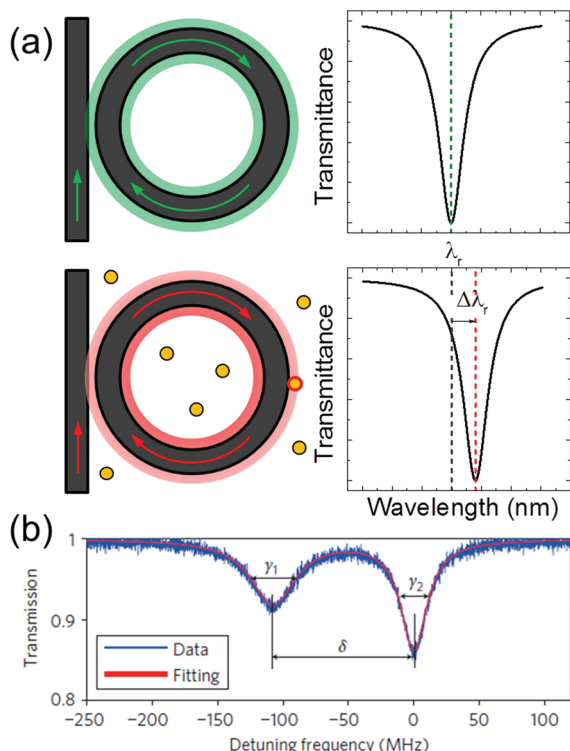 (a)
Transmittance
λr
Transmittance
Δλr
Wavelength (nm)
(b)
Transmission
1
0.9
0.8
γ1
γ2
δ
Data
Fitting
−250 −200 −150 −100 −50 0 50 100
Detuning frequency (MHz)